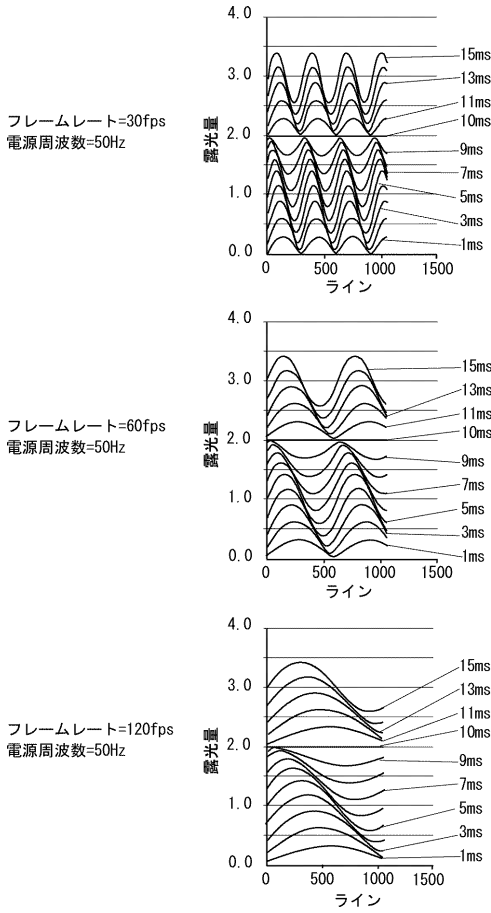 フレームレート=30fps
電源周波数=50Hz
露光量
4.0
3.0
2.0
1.0
0.0
0
500
1000
1500
ライン
15ms
13ms
11ms
10ms
9ms
7ms
5ms
3ms
1ms
フレームレート=60fps
電源周波数=50Hz
露光量
4.0
3.0
2.0
1.0
0.0
0
500
1000
1500
ライン
15ms
13ms
11ms
10ms
9ms
7ms
5ms
3ms
1ms
フレームレート=120fps
電源周波数=50Hz
露光量
4.0
3.0
2.0
1.0
0.0
0
500
1000
1500
ライン
15ms
13ms
11ms
10ms
9ms
7ms
5ms
3ms
1ms